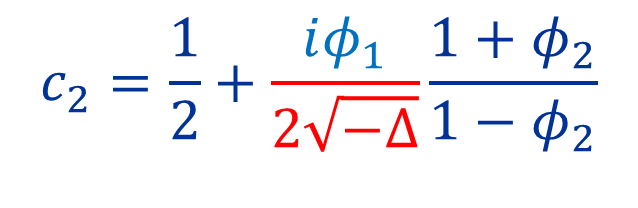 c₂ = 1/2 + iϕ₁/(2√−Δ) (1 + ϕ₂)/(1 − ϕ₂)